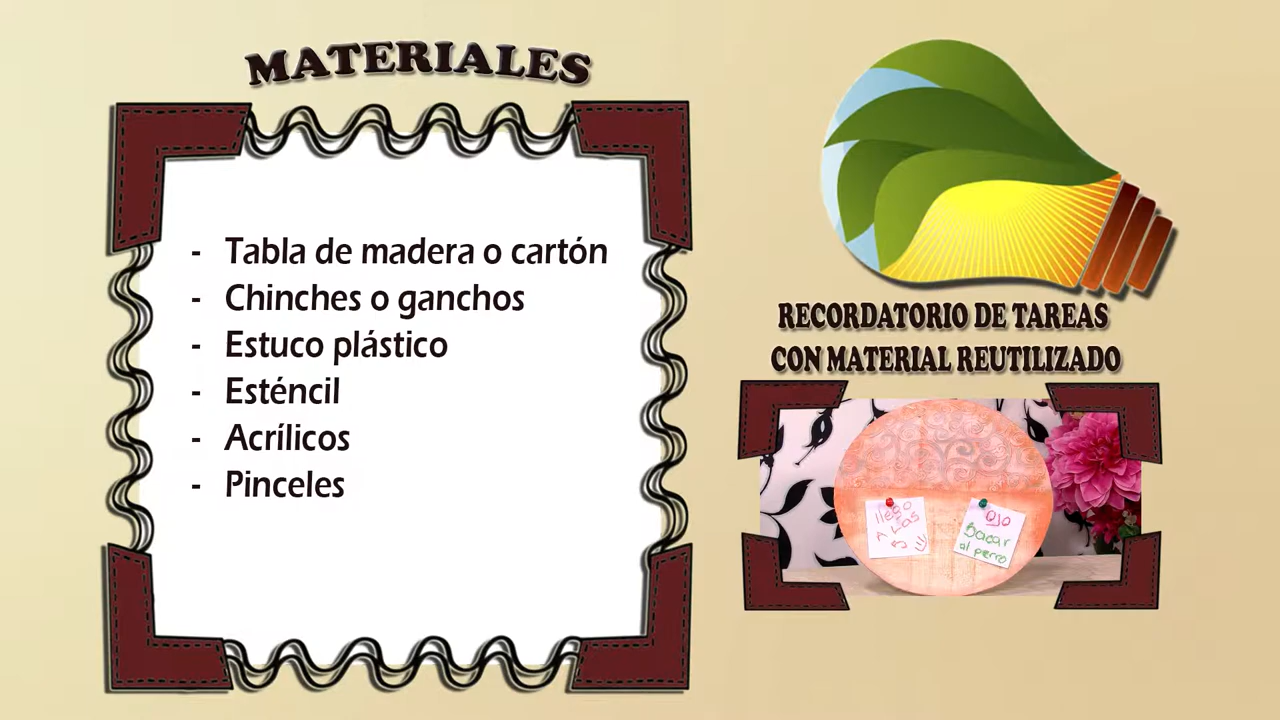 MATERIALES
- Tabla de madera o cartón
- Chinches o ganchos
- Estuco plástico
- Esténcil
- Acrílicos
- Pinceles
RECORDATORIO DE TAREAS
CON MATERIAL REUTILIZADO
llego
A Las
5
OJO
Sacar
al perro